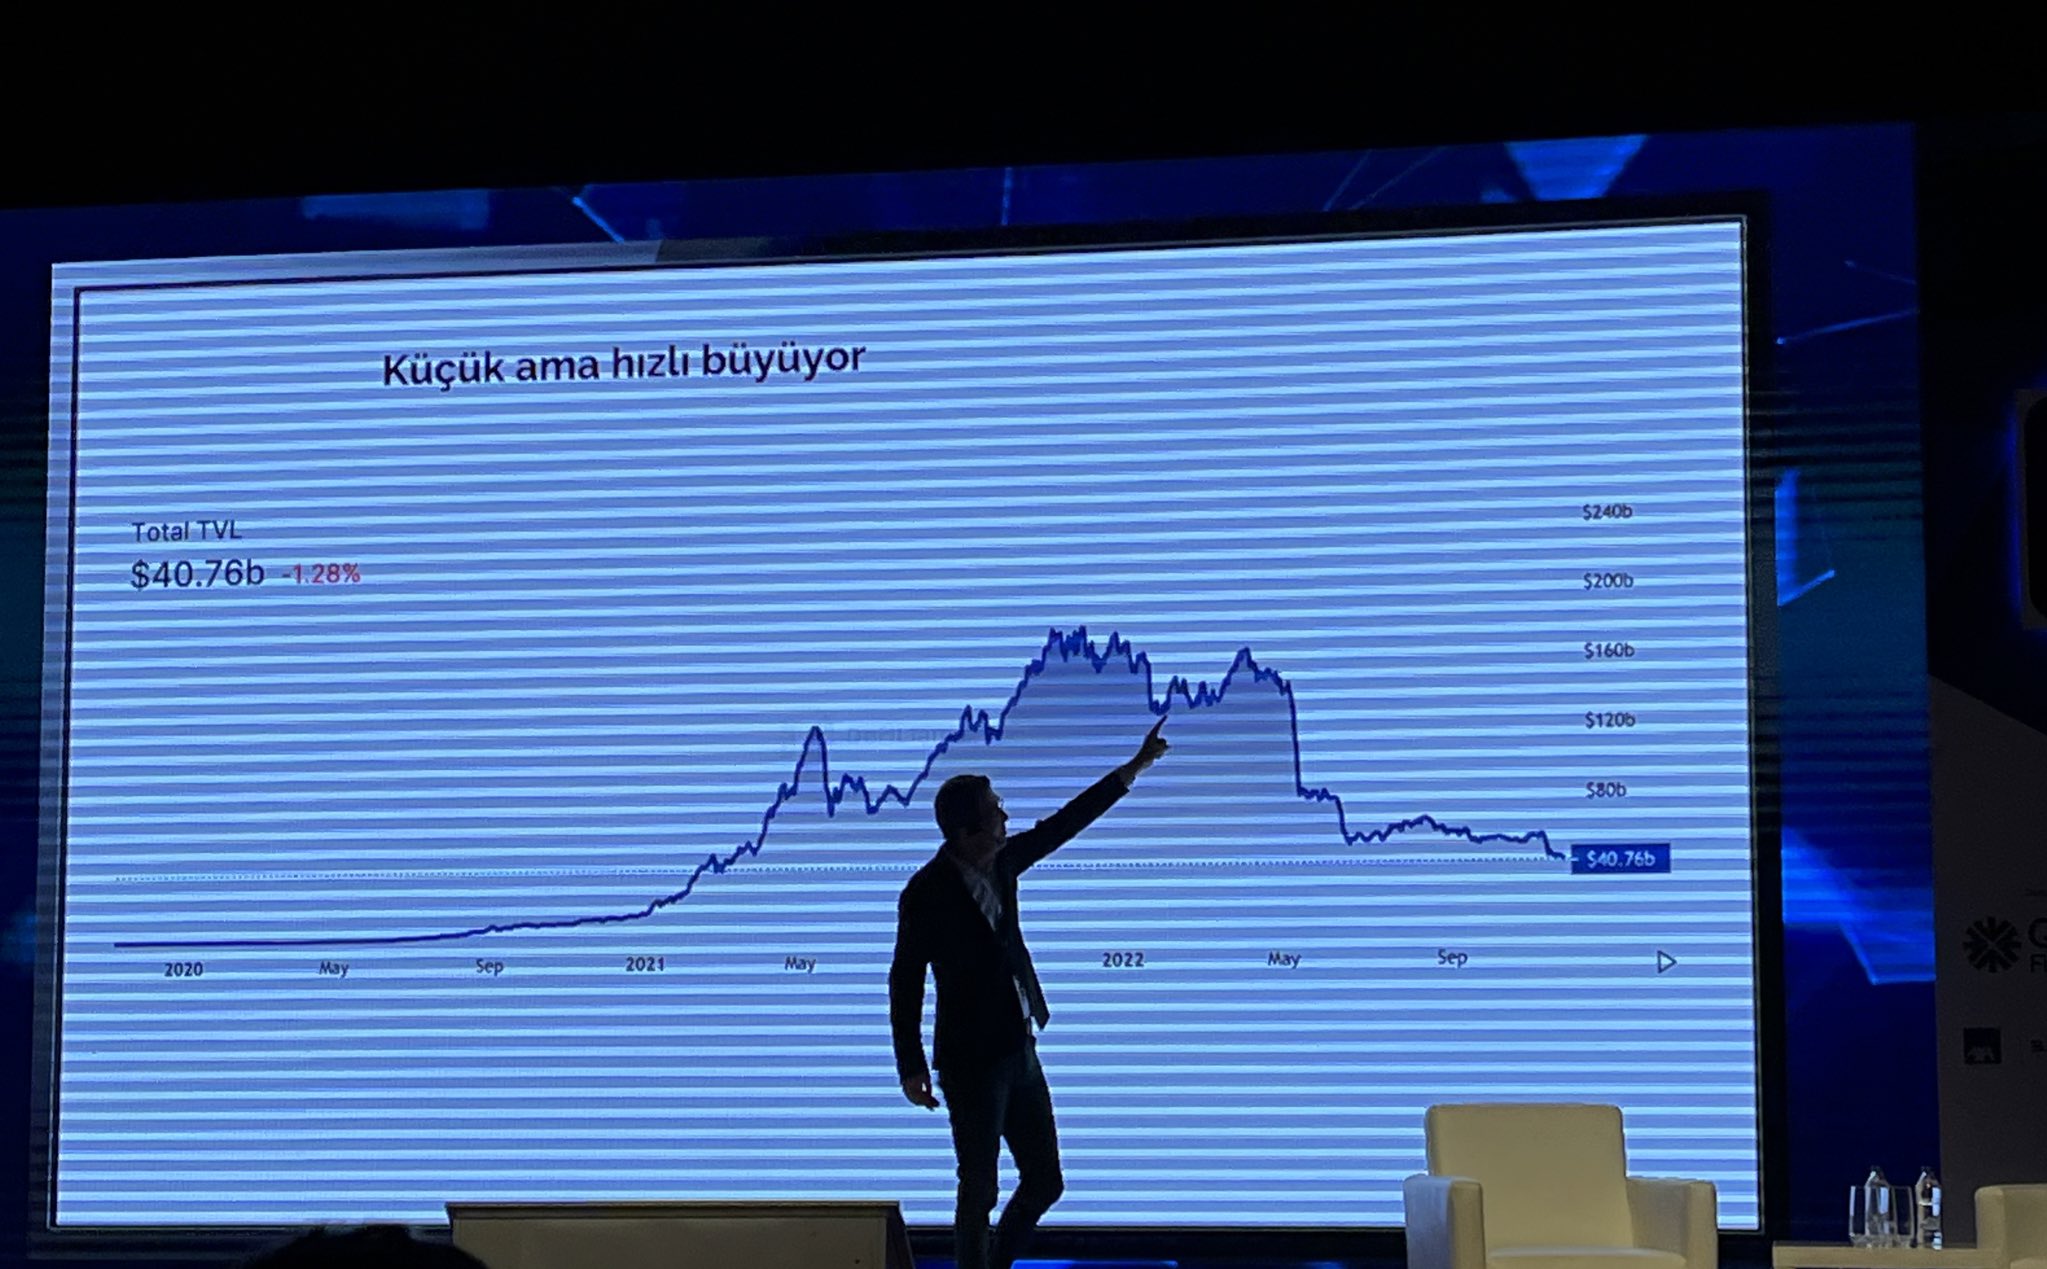 Küçük ama hızlı büyüyor
Total TVL
$40.76b -1.28%
$240b
$200b
$160b
$120b
$80b
$40.76b
2020 May Sep 2021 May 2022 May Sep
AXA